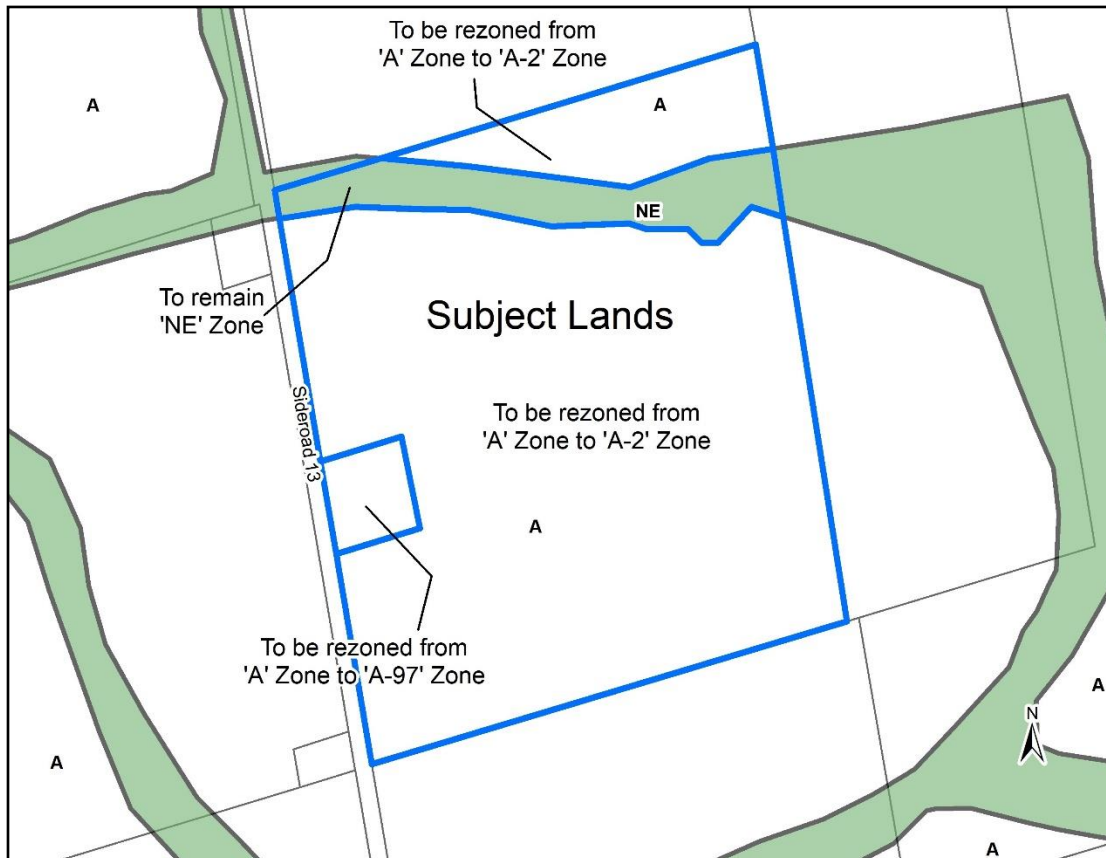 To be rezoned from
'A' Zone to 'A-2' Zone
A
A
NE
To remain
'NE' Zone
Subject Lands
Sideroad 13
To be rezoned from
'A' Zone to 'A-2' Zone
A
To be rezoned from
'A' Zone to 'A-97' Zone
A
N
A
A